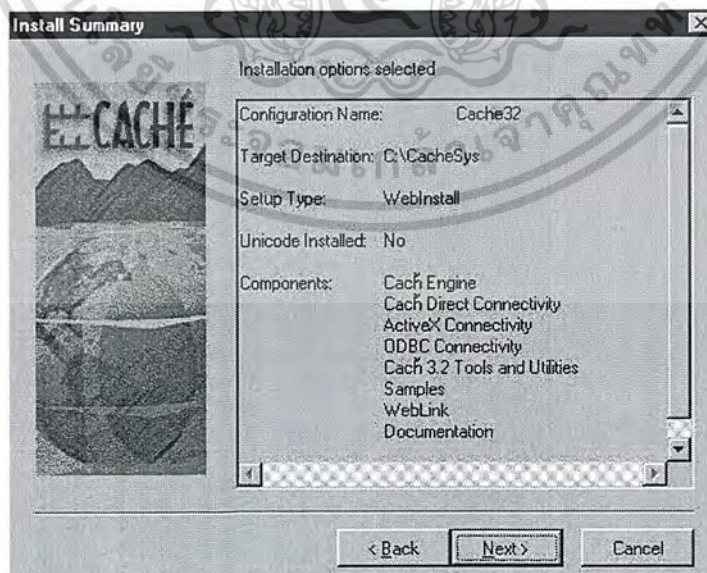 Install Summary
Installation options selected
CACHÉ
Configuration Name: Cache32
Target Destination: C:\CacheSys
Setup Type: WebInstall
Unicode Installed: No
Components: Cach ้ Engine
Cach ้ Direct Connectivity
ActiveX Connectivity
ODBC Connectivity
Cach ้ 3.2 Tools and Utilities
Samples
WebLink
Documentation
< Back
Next >
Cancel